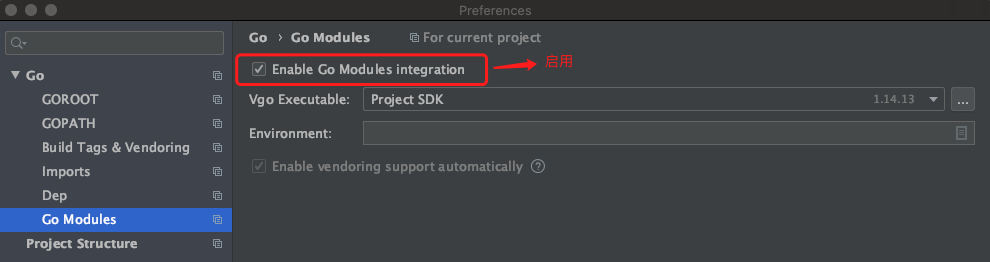 Preferences
Go › Go Modules For current project
Go
GOROOT
GOPATH
Build Tags & Vendoring
Imports
Dep
Go Modules
Project Structure
Enable Go Modules integration 启用
Vgo Executable: Project SDK 1.14.13 ...
Environment:
Enable vendoring support automatically ?